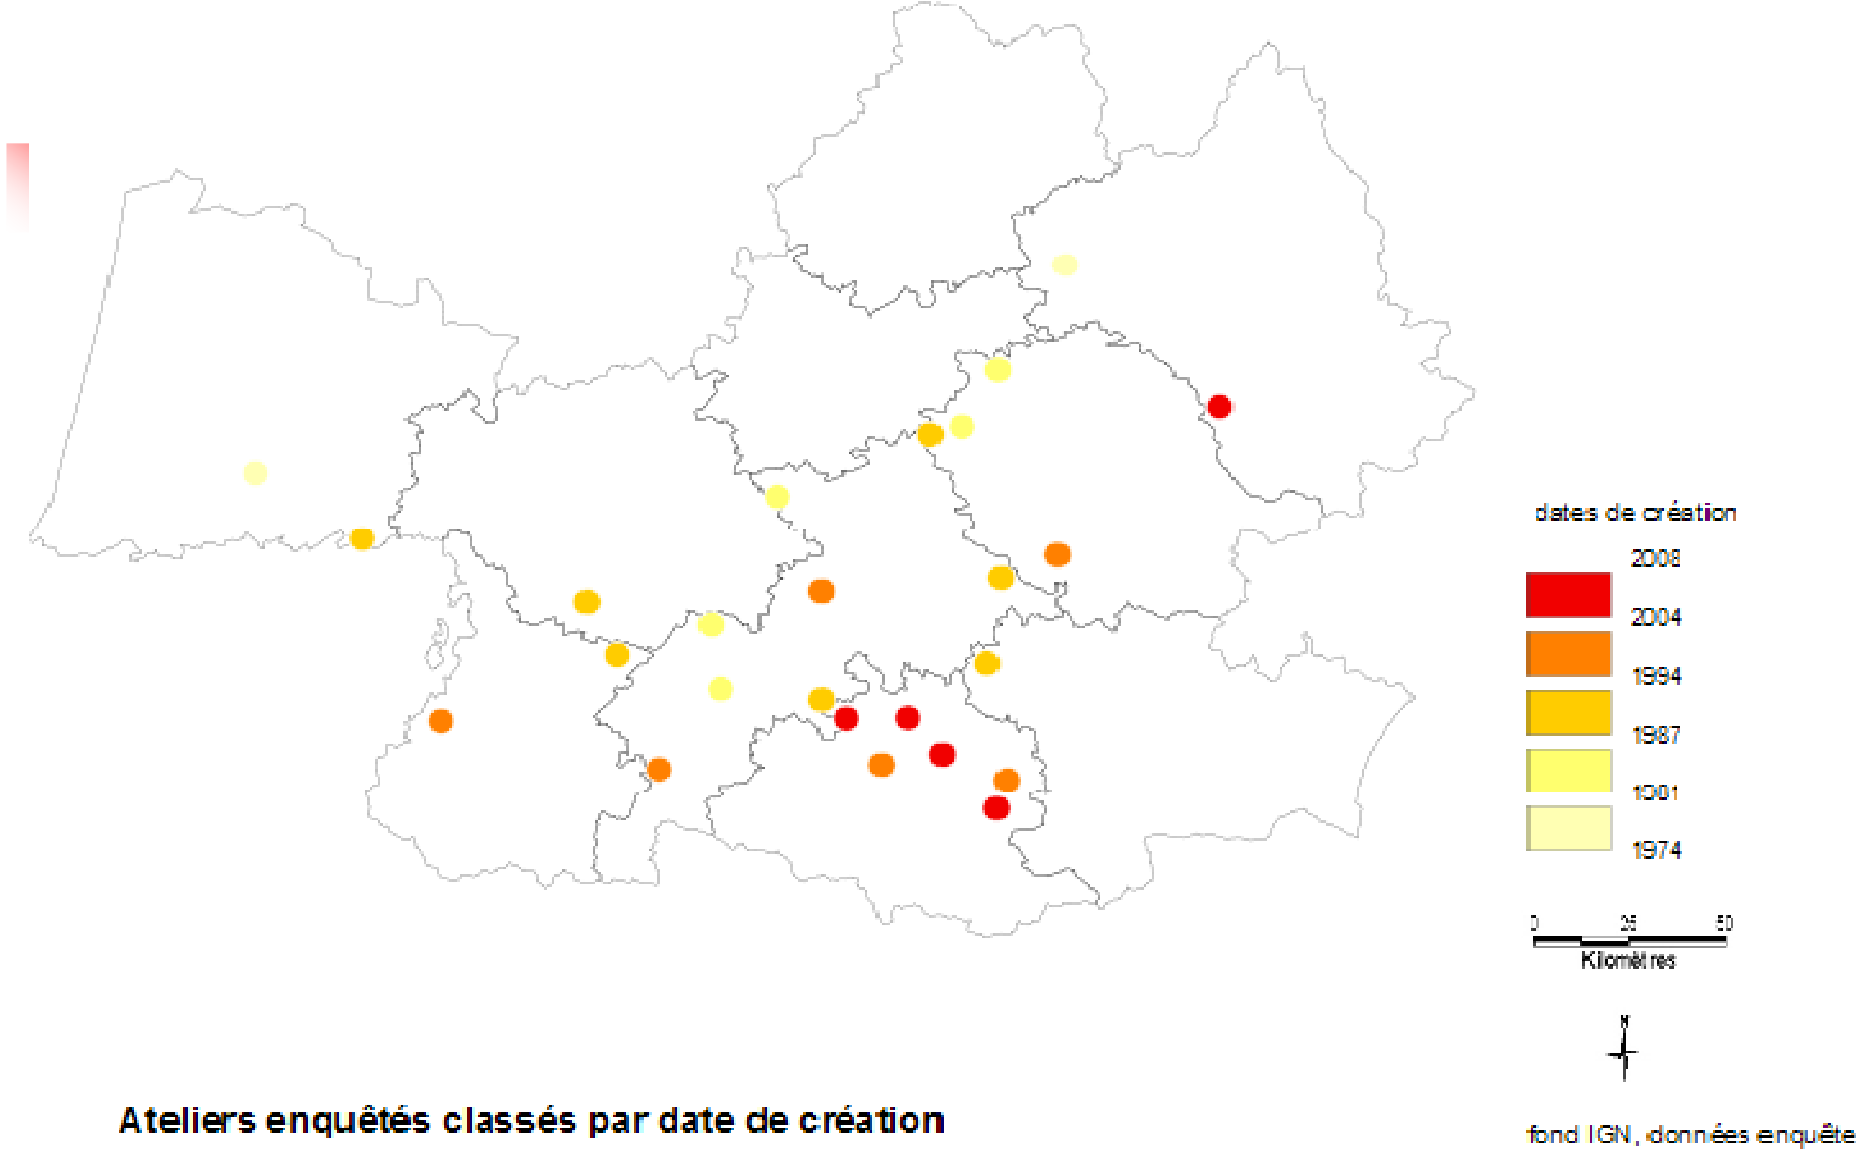 dates de création
2008
2004
1994
1987
1981
1974
0 25 50
Kilomètres
N
Ateliers enquêtés classés par date de création
fond IGN, données enquête